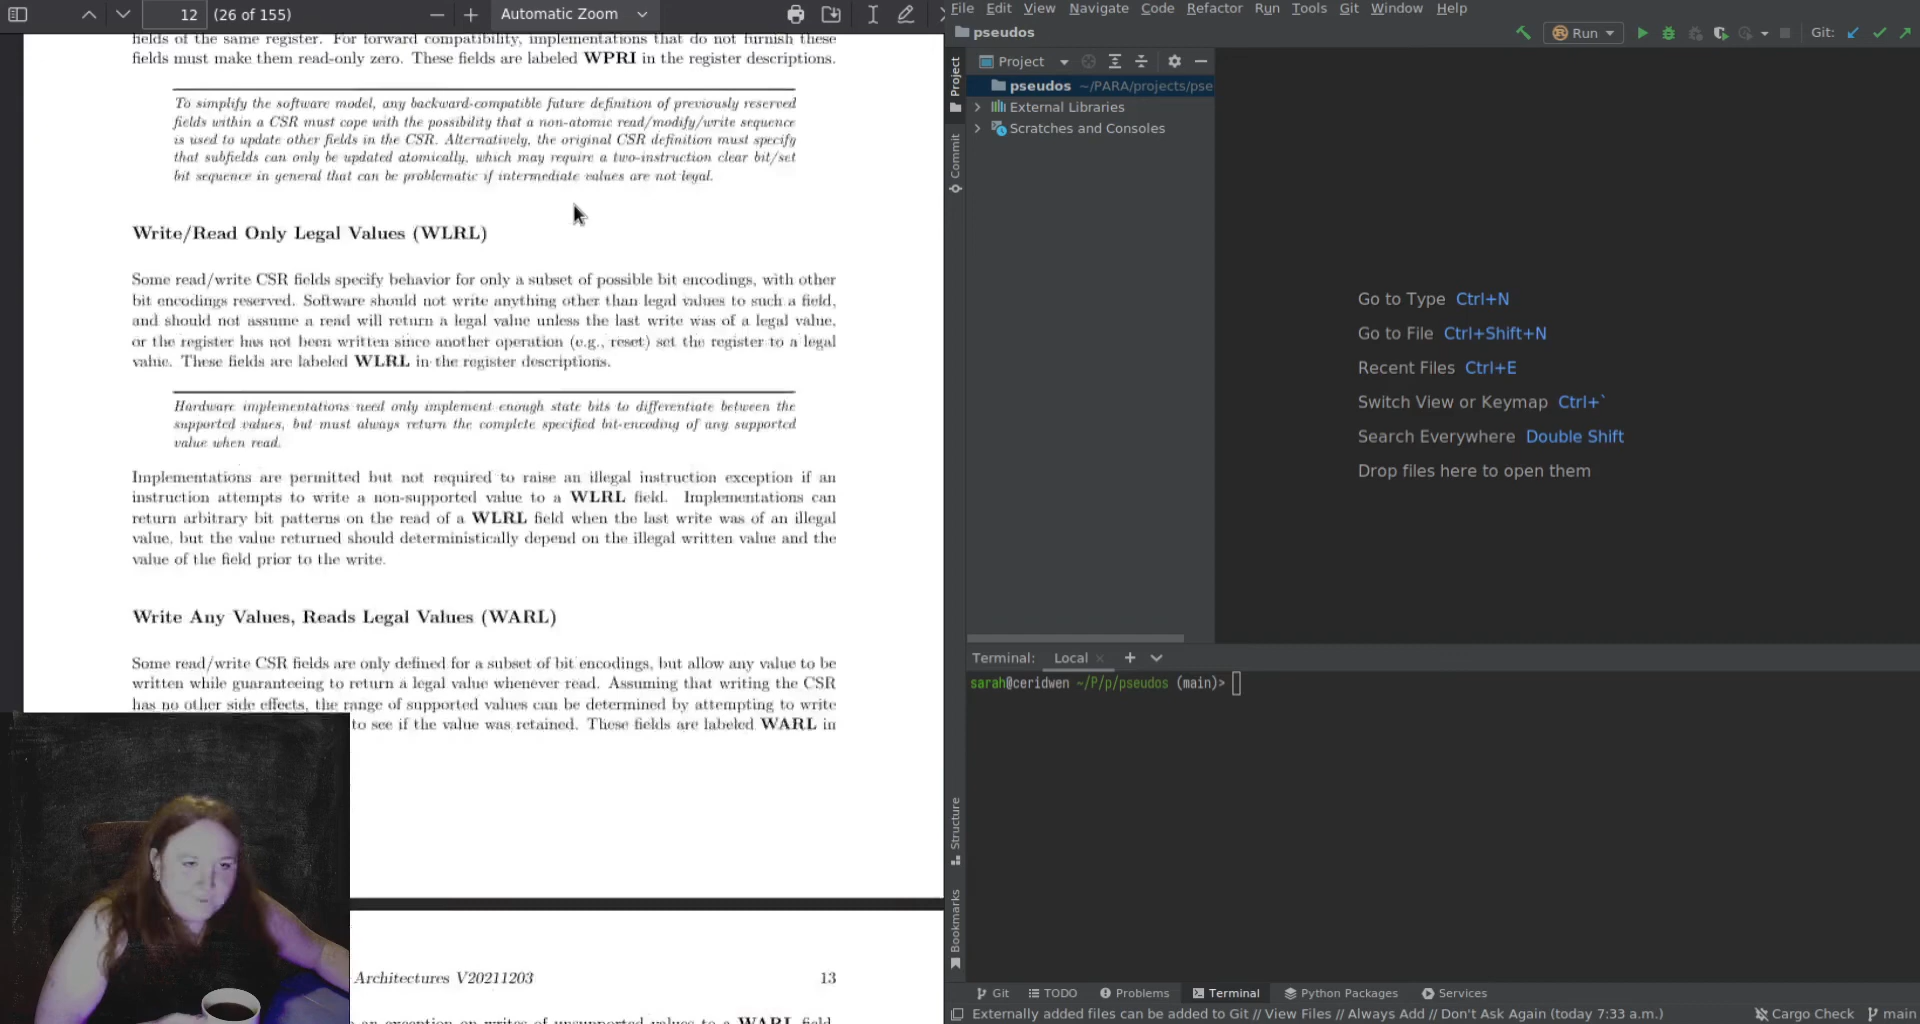 12 (26 of 155)
Automatic Zoom
fields of the same register. For forward compatibility, implementations that do not furnish these
fields must make them read-only zero. These fields are labeled WPRI in the register descriptions.
To simplify the software model, any backward-compatible future definition of previously reserved
fields within a CSR must cope with the possibility that a non-atomic read/modify/write sequence
is used to update other fields in the CSR. Alternatively, the original CSR definition must specify
that subfields can only be updated atomically, which may require a two-instruction clear bit/set
bit sequence in general that can be problematic if intermediate values are not legal.
Write/Read Only Legal Values (WLRL)
Some read/write CSR fields specify behavior for only a subset of possible bit encodings, with other
bit encodings reserved. Software should not write anything other than legal values to such a field,
and should not assume a read will return a legal value unless the last write was of a legal value,
or the register has not been written since another operation (e.g., reset) set the register to a legal
value. These fields are labeled WLRL in the register descriptions.
Hardware implementations need only implement enough state bits to differentiate between the
supported values, but must always return the complete specified bit-encoding of any supported
value when read.
Implementations are permitted but not required to raise an illegal instruction exception if an
instruction attempts to write a non-supported value to a WLRL field. Implementations can
return arbitrary bit patterns on the read of a WLRL field when the last write was of an illegal
value, but the value returned should deterministically depend on the illegal written value and the
value of the field prior to the write.
Write Any Values, Reads Legal Values (WARL)
Some read/write CSR fields are only defined for a subset of bit encodings, but allow any value to be
written while guaranteeing to return a legal value whenever read. Assuming that writing the CSR
has no other side effects, the range of supported values can be determined by attempting to write
to see if the value was retained. These fields are labeled WARL in
Architectures V20211203 13
an exception on writes of unsupported values to a WARL field.
File Edit View Navigate Code Refactor Run Tools Git Window Help
pseudos
Run
Git:
Project
pseudos ~/PARA/projects/pse
External Libraries
Scratches and Consoles
Project
Commit
Structure
Bookmarks
Go to Type Ctrl+N
Go to File Ctrl+Shift+N
Recent Files Ctrl+E
Switch View or Keymap Ctrl+`
Search Everywhere Double Shift
Drop files here to open them
Terminal: Local
sarah@ceridwen ~/P/p/pseudos (main)>
Git TODO Problems Terminal Python Packages Services
Externally added files can be added to Git // View Files // Always Add // Don't Ask Again (today 7:33 a.m.) Cargo Check main